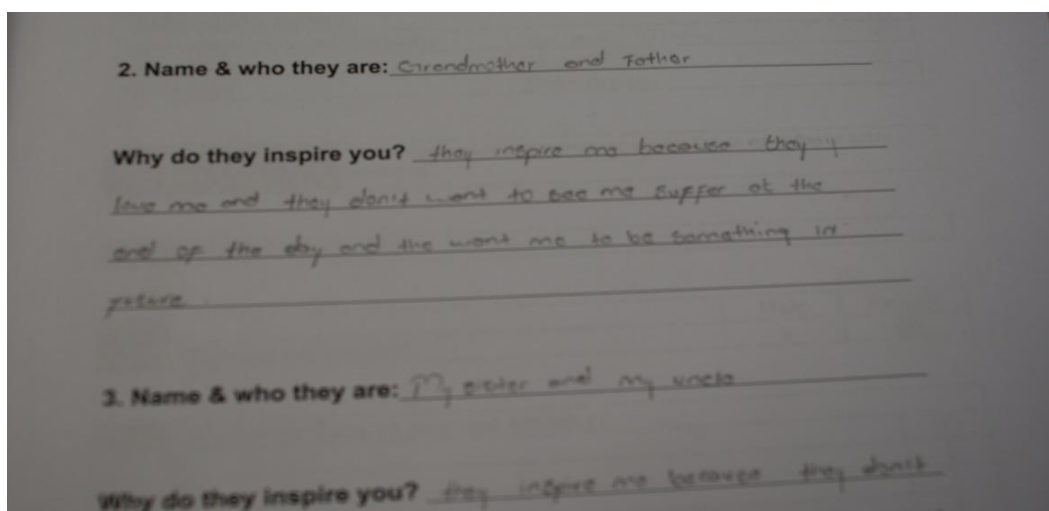 2. Name & who they are: Grandmother and Father
Why do they inspire you? they inspire me because they
love me and they don't want to see me suffer at the
end of the day and the want me to be something in
future
3. Name & who they are: My sister and my uncle
Why do they inspire you? they inspire me because they don't